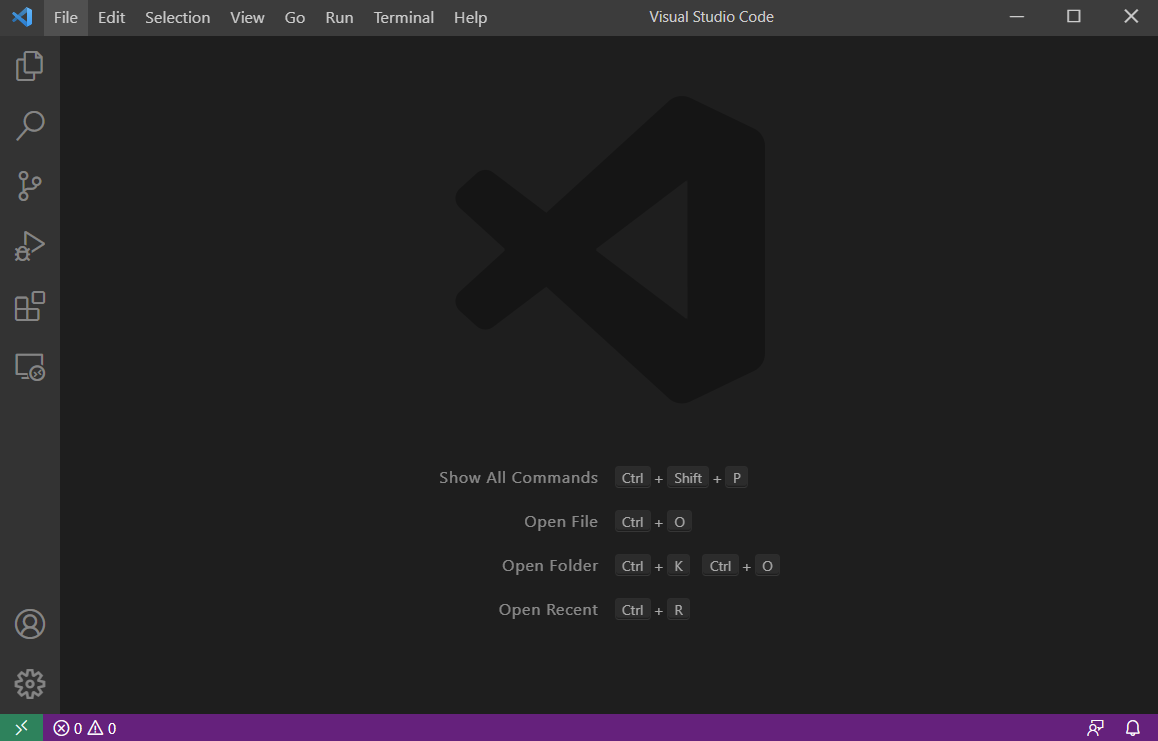 File Edit Selection View Go Run Terminal Help Visual Studio Code
Show All Commands Ctrl + Shift + P
Open File Ctrl + O
Open Folder Ctrl + K Ctrl + O
Open Recent Ctrl + R
0 0